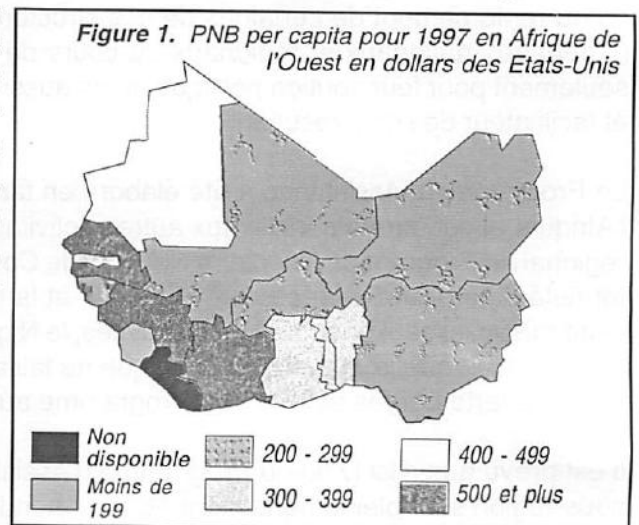 Figure 1. PNB per capita pour 1997 en Afrique de
l'Ouest en dollars des Etats-Unis
Non
disponible
Moins de
199
200 - 299
300 - 399
400 - 499
500 et plus